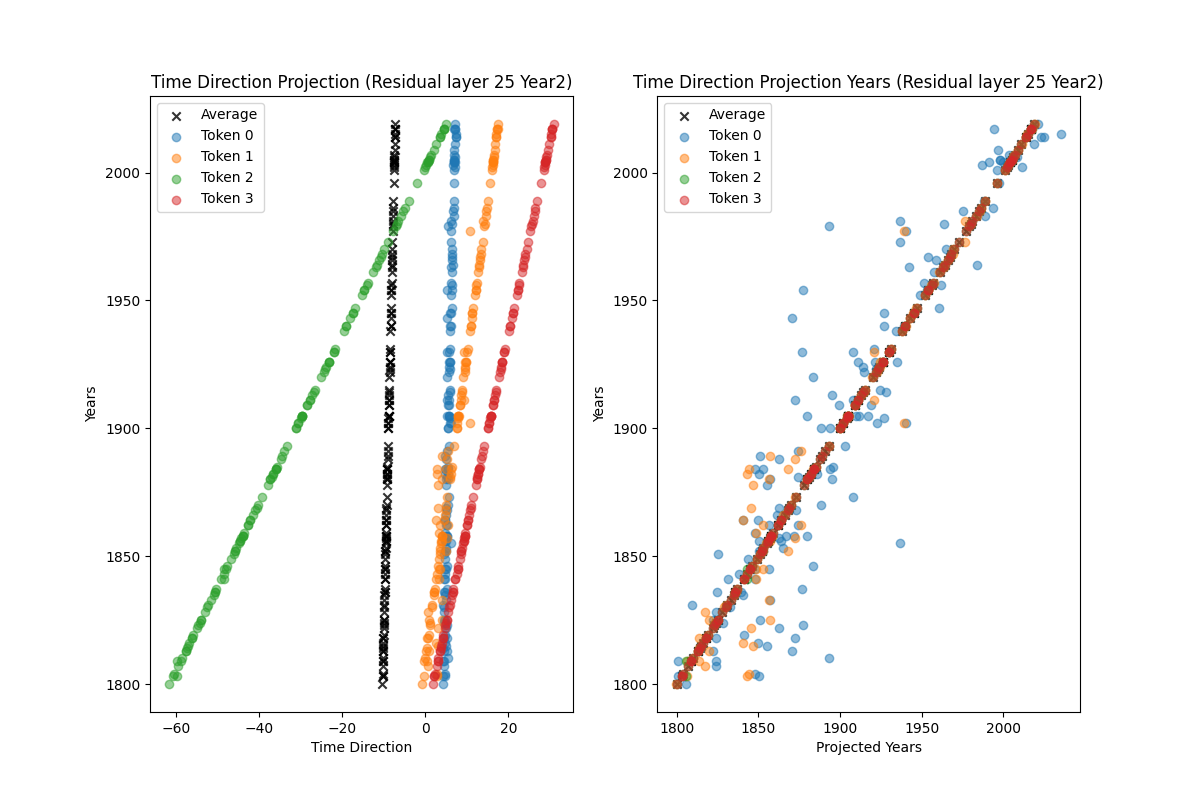 Time Direction Projection (Residual layer 25 Year2)
Average
Token 0
Token 1
Token 2
Token 3
Years
2000
1950
1900
1850
1800
−60
−40
−20
0
20
Time Direction
Time Direction Projection Years (Residual layer 25 Year2)
Average
Token 0
Token 1
Token 2
Token 3
Years
2000
1950
1900
1850
1800
1800
1850
1900
1950
2000
Projected Years